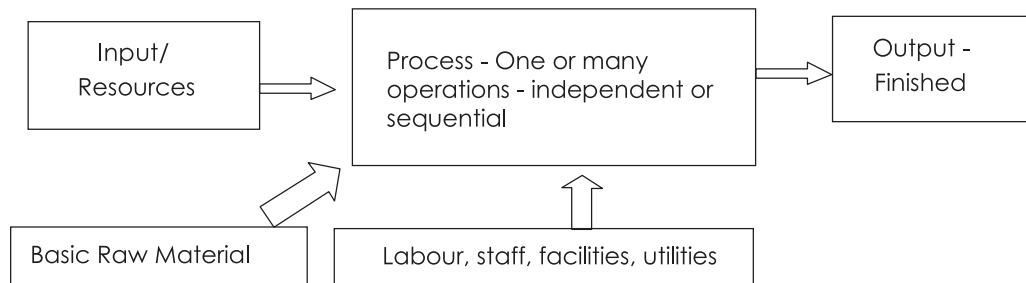 Input/
Resources
Process - One or many
operations - independent or
sequential
Output -
Finished
Basic Raw Material
Labour, staff, facilities, utilities